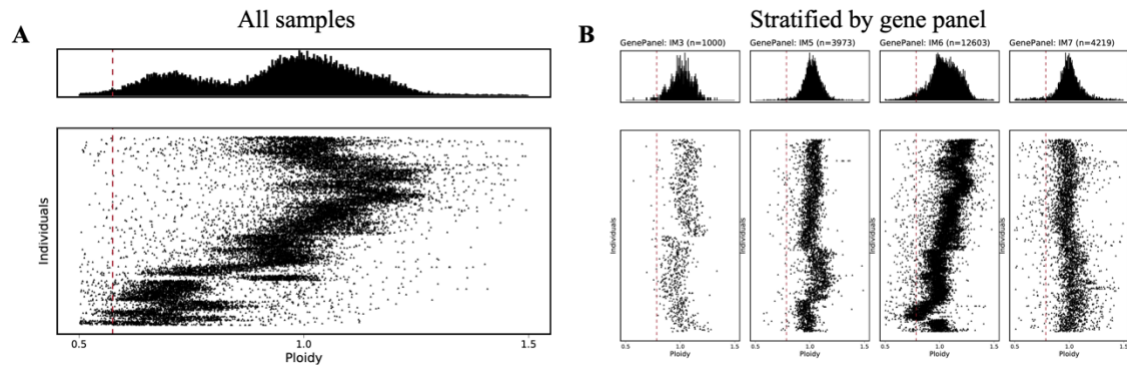 All samples
Stratified by gene panel
A
B
GenePanel: IM3 (n=1000)
GenePanel: IM5 (n=3973)
GenePanel: IM6 (n=12603)
GenePanel: IM7 (n=4219)
Individuals
0.5
1.0
1.5
Ploidy
Individuals
0.5
1.0
1.5
Ploidy
Individuals
0.5
1.0
1.5
Ploidy
Individuals
0.5
1.0
1.5
Ploidy
Individuals
0.5
1.0
1.5
Ploidy